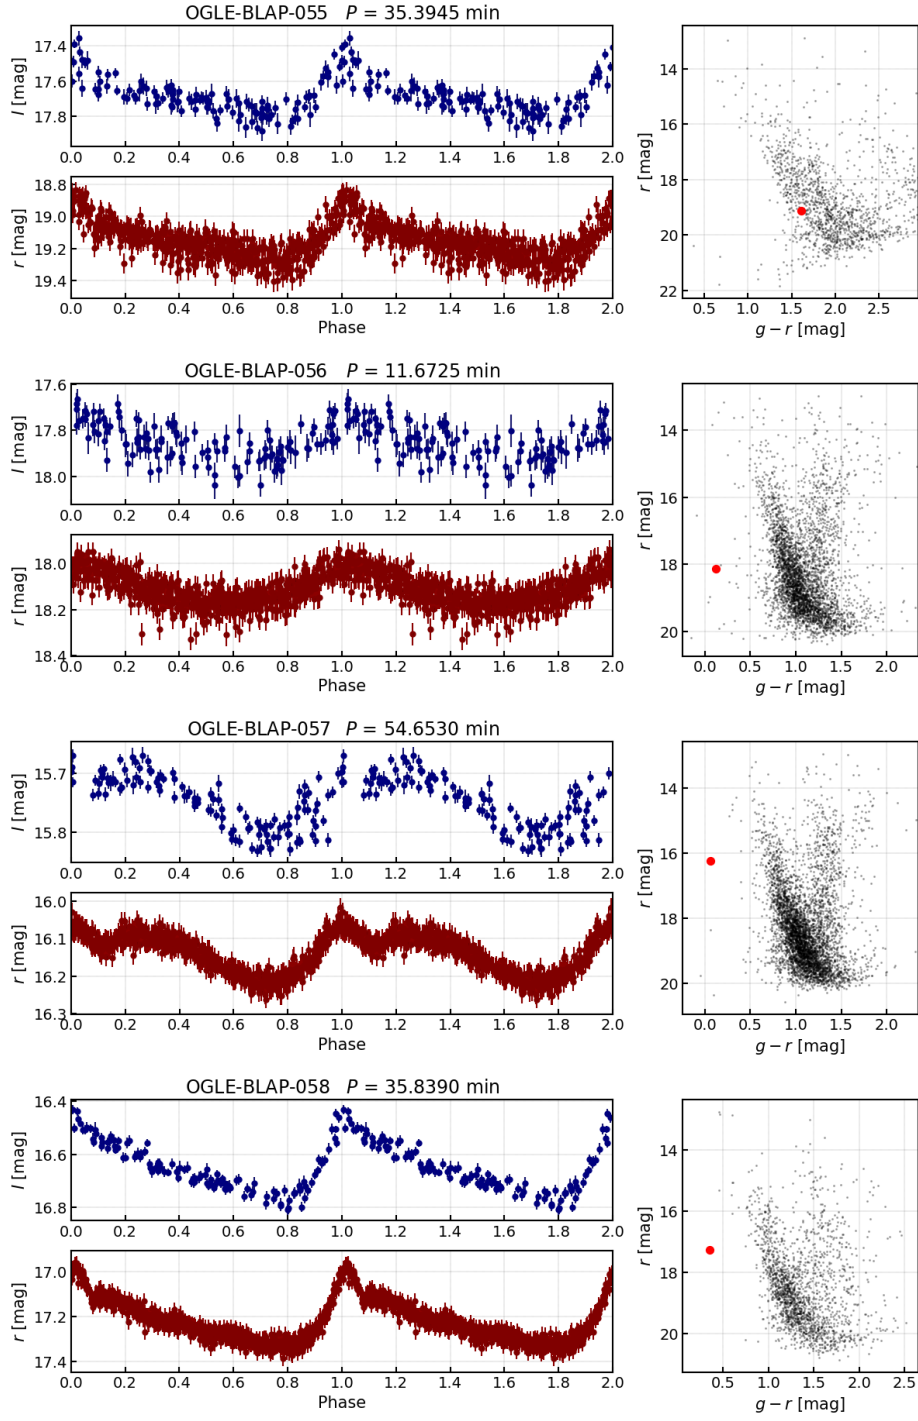 OGLE-BLAP-055 P = 35.3945 min
17.4
17.6
17.8
I [mag]
0.0 0.2 0.4 0.6 0.8 1.0 1.2 1.4 1.6 1.8 2.0
18.8
19.0
19.2
19.4
r [mag]
0.0 0.2 0.4 0.6 0.8 1.0 1.2 1.4 1.6 1.8 2.0
Phase
14
16
18
20
22
r [mag]
0.5 1.0 1.5 2.0 2.5
g − r [mag]
OGLE-BLAP-056 P = 11.6725 min
17.6
17.8
18.0
I [mag]
0.0 0.2 0.4 0.6 0.8 1.0 1.2 1.4 1.6 1.8 2.0
18.0
18.2
18.4
r [mag]
0.0 0.2 0.4 0.6 0.8 1.0 1.2 1.4 1.6 1.8 2.0
Phase
14
16
18
20
r [mag]
0.0 0.5 1.0 1.5 2.0
g − r [mag]
OGLE-BLAP-057 P = 54.6530 min
15.7
15.8
I [mag]
0.0 0.2 0.4 0.6 0.8 1.0 1.2 1.4 1.6 1.8 2.0
16.0
16.1
16.2
16.3
r [mag]
0.0 0.2 0.4 0.6 0.8 1.0 1.2 1.4 1.6 1.8 2.0
Phase
14
16
18
20
r [mag]
0.0 0.5 1.0 1.5 2.0
g − r [mag]
OGLE-BLAP-058 P = 35.8390 min
16.4
16.6
16.8
I [mag]
0.0 0.2 0.4 0.6 0.8 1.0 1.2 1.4 1.6 1.8 2.0
17.0
17.2
17.4
r [mag]
0.0 0.2 0.4 0.6 0.8 1.0 1.2 1.4 1.6 1.8 2.0
Phase
14
16
18
20
r [mag]
0.5 1.0 1.5 2.0 2.5
g − r [mag]